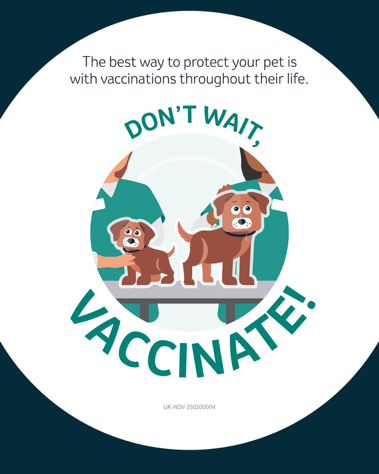 The best way to protect your pet is
with vaccinations throughout their life.
DON'T WAIT,
VACCINATE!
UK-NOV-250200004